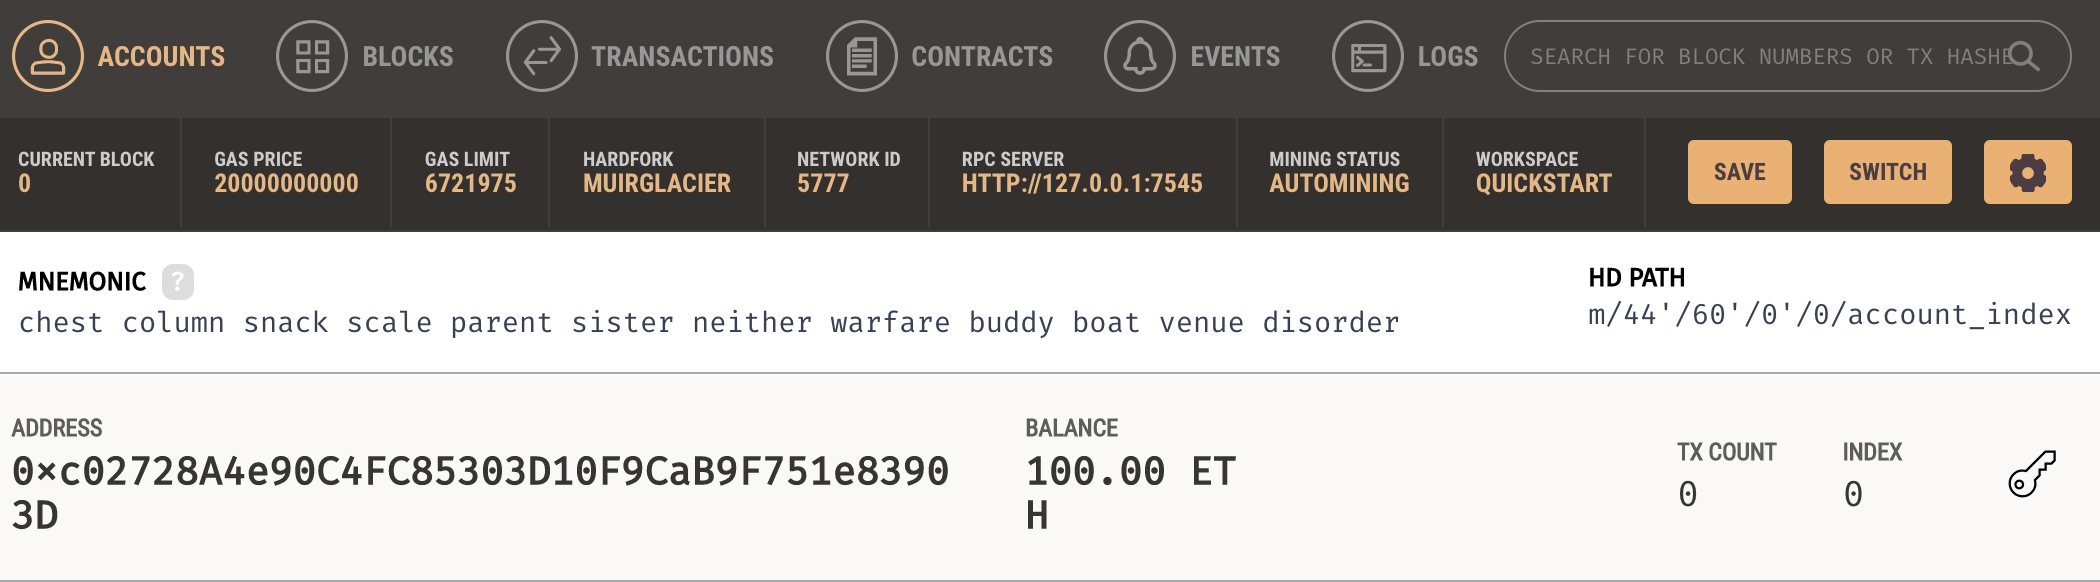 ACCOUNTS BLOCKS TRANSACTIONS CONTRACTS EVENTS LOGS SEARCH FOR BLOCK NUMBERS OR TX HASHE
CURRENT BLOCK GAS PRICE GAS LIMIT HARDFORK NETWORK ID RPC SERVER MINING STATUS WORKSPACE
0 20000000000 6721975 MUIRGLACIER 5777 HTTP://127.0.0.1:7545 AUTOMINING QUICKSTART SAVE SWITCH
MNEMONIC ? HD PATH
chest column snack scale parent sister neither warfare buddy boat venue disorder m/44'/60'/0'/0/account_index
ADDRESS BALANCE TX COUNT INDEX
0×c02728A4e90C4FC85303D10F9CaB9F751e8390 100.00 ET 0 0
3D H